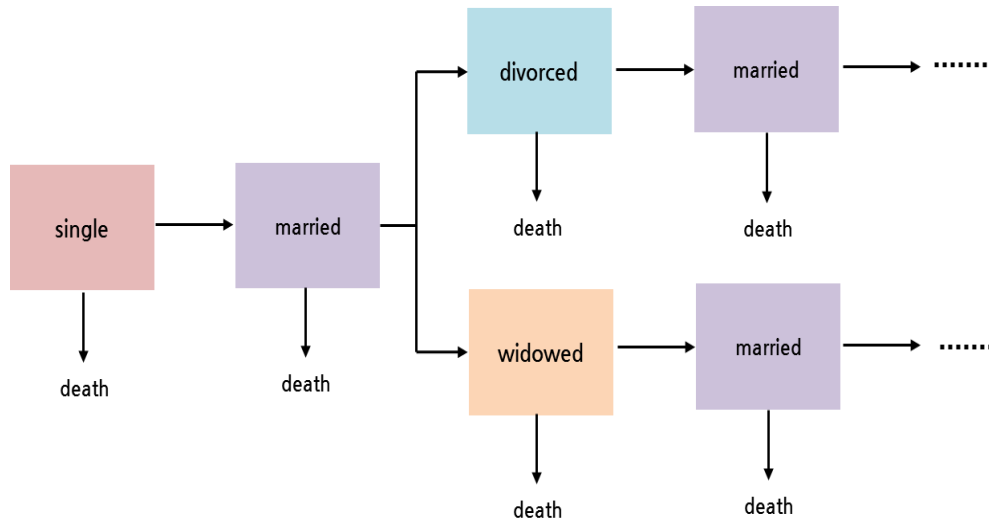 divorced
married
death
death
single
married
death
death
widowed
married
death
death